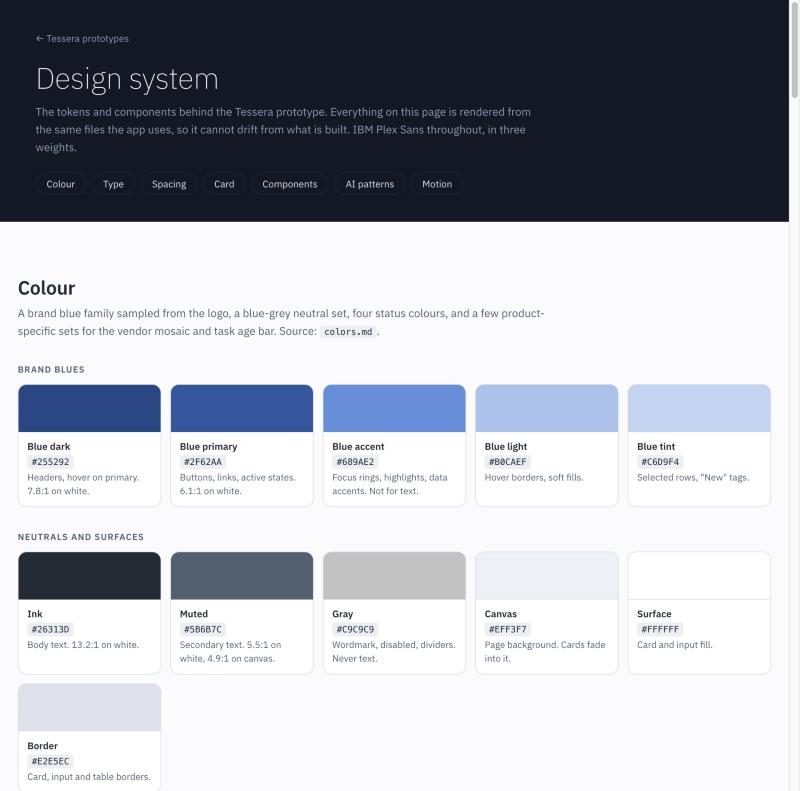 ← Tessera prototypes
Design system
The tokens and components behind the Tessera prototype. Everything on this page is rendered from
the same files the app uses, so it cannot drift from what is built. IBM Plex Sans throughout, in three
weights.
Colour Type Spacing Card Components AI patterns Motion
Colour
A brand blue family sampled from the logo, a blue-grey neutral set, four status colours, and a few product-
specific sets for the vendor mosaic and task age bar. Source: colors.md .
BRAND BLUES
Blue dark
#255292
Headers, hover on primary.
7.8:1 on white.
Blue primary
#2F62AA
Buttons, links, active states.
6.1:1 on white.
Blue accent
#689AE2
Focus rings, highlights, data
accents. Not for text.
Blue light
#B0CAEF
Hover borders, soft fills.
Blue tint
#C6D9F4
Selected rows, "New" tags.
NEUTRALS AND SURFACES
Ink
#26313D
Body text. 13.2:1 on white.
Muted
#5B6B7C
Secondary text. 5.5:1 on
white, 4.9:1 on canvas.
Gray
#C9C9C9
Wordmark, disabled, dividers.
Never text.
Canvas
#EFF3F7
Page background. Cards fade
into it.
Surface
#FFFFFF
Card and input fill.
Border
#E2E5EC
Card, input and table borders.